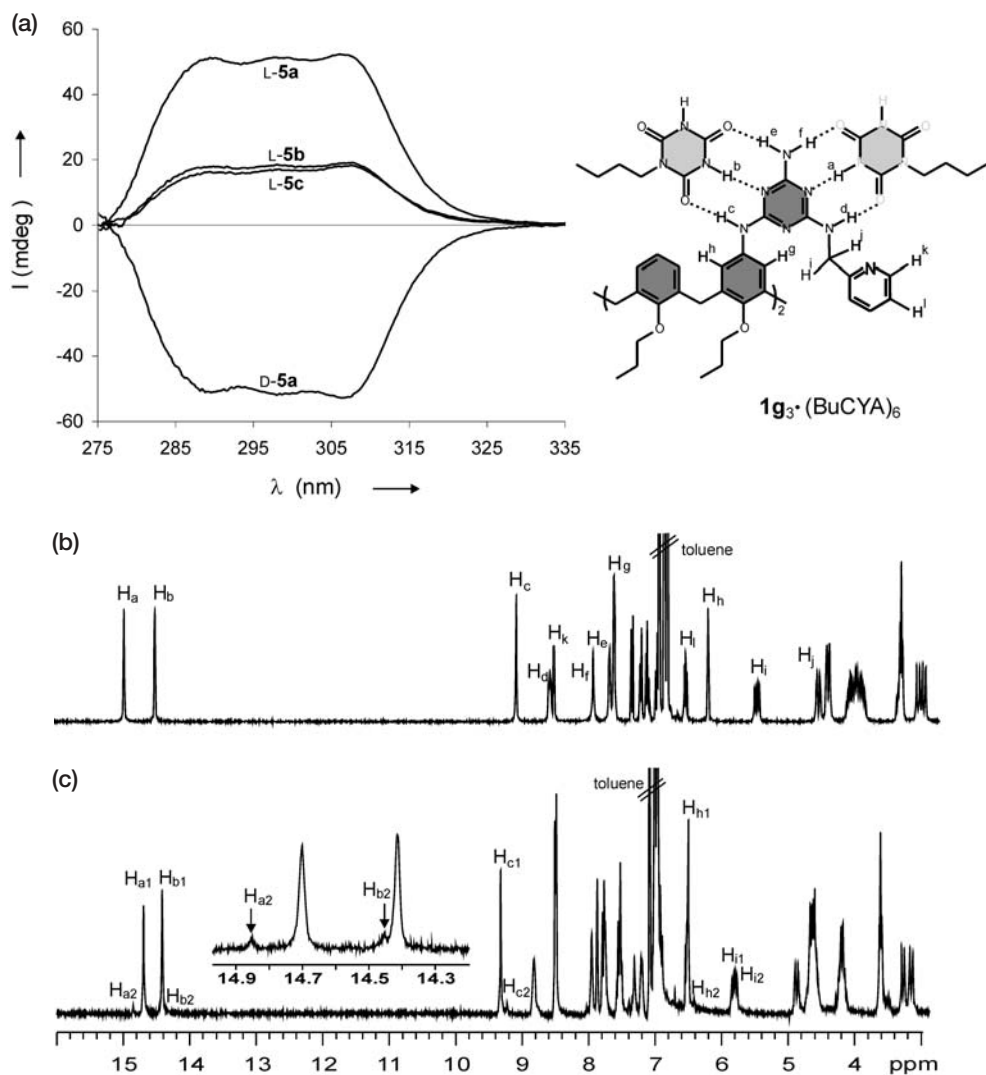 (a)
60
40
20
0
-20
-40
-60
I (mdeg)
L-5a
L-5b
L-5c
D-5a
275 285 295 305 315 325 335
λ (nm)
H H
O N O e f O N O
H H
N N H N H a H N N
b
O N N O
c d
H N N N H
h g j
H H H k
i H N H
H l
( )2
O O
1g3•(BuCYA)6
(b)
Ha Hb Hc Hd Hk Hf He Hg toluene Hl Hh Hi Hj
(c)
Ha1 Hb1 Ha2 Hb2 Ha2 Hb2 Hc1 Hc2 toluene Hh1 Hh2 Hi1 Hi2
14.9 14.7 14.5 14.3
15 14 13 12 11 10 9 8 7 6 5 4 ppm